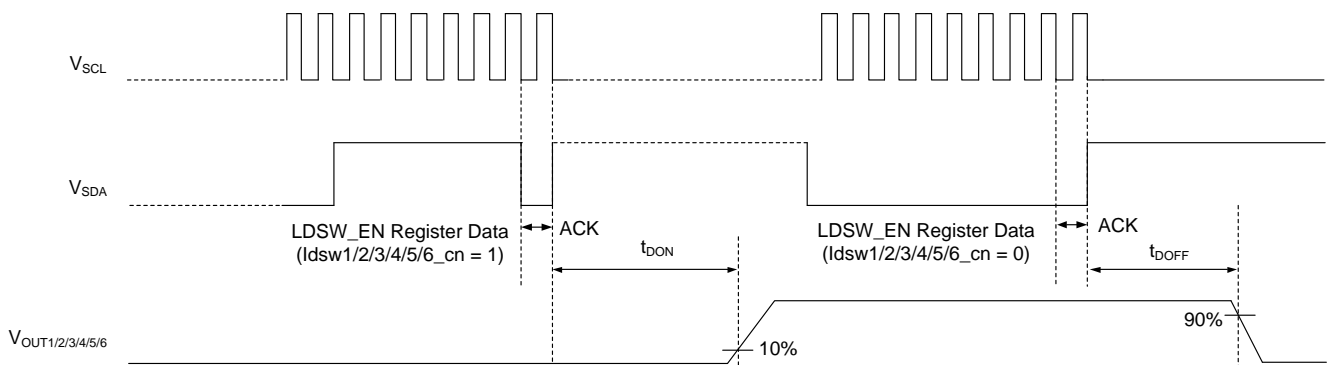 VSCL
VSDA
LDSW_EN Register Data
(ldsw1/2/3/4/5/6_cn = 1)
ACK
LDSW_EN Register Data
(ldsw1/2/3/4/5/6_cn = 0)
ACK
tDON
tDOFF
VOUT1/2/3/4/5/6
10%
90%